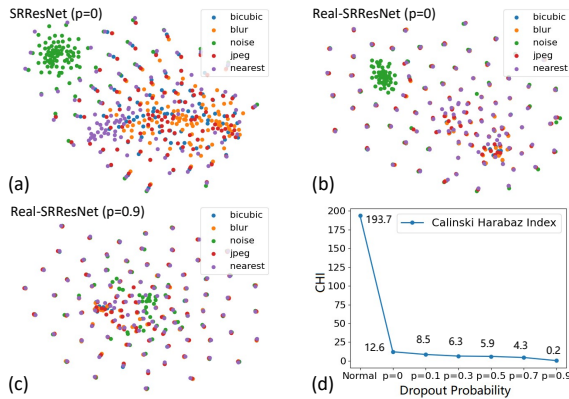 SRResNet (p=0)
bicubic
blur
noise
jpeg
nearest
(a)
Real-SRResNet (p=0)
bicubic
blur
noise
jpeg
nearest
(b)
Real-SRResNet (p=0.9)
bicubic
blur
noise
jpeg
nearest
(c)
Calinski Harabaz Index
CHI
200
175
150
125
100
75
50
25
0
193.7
12.6
8.5
6.3
5.9
4.3
0.2
Normal p=0 p=0.1 p=0.3 p=0.5 p=0.7 p=0.9
Dropout Probability
(d)